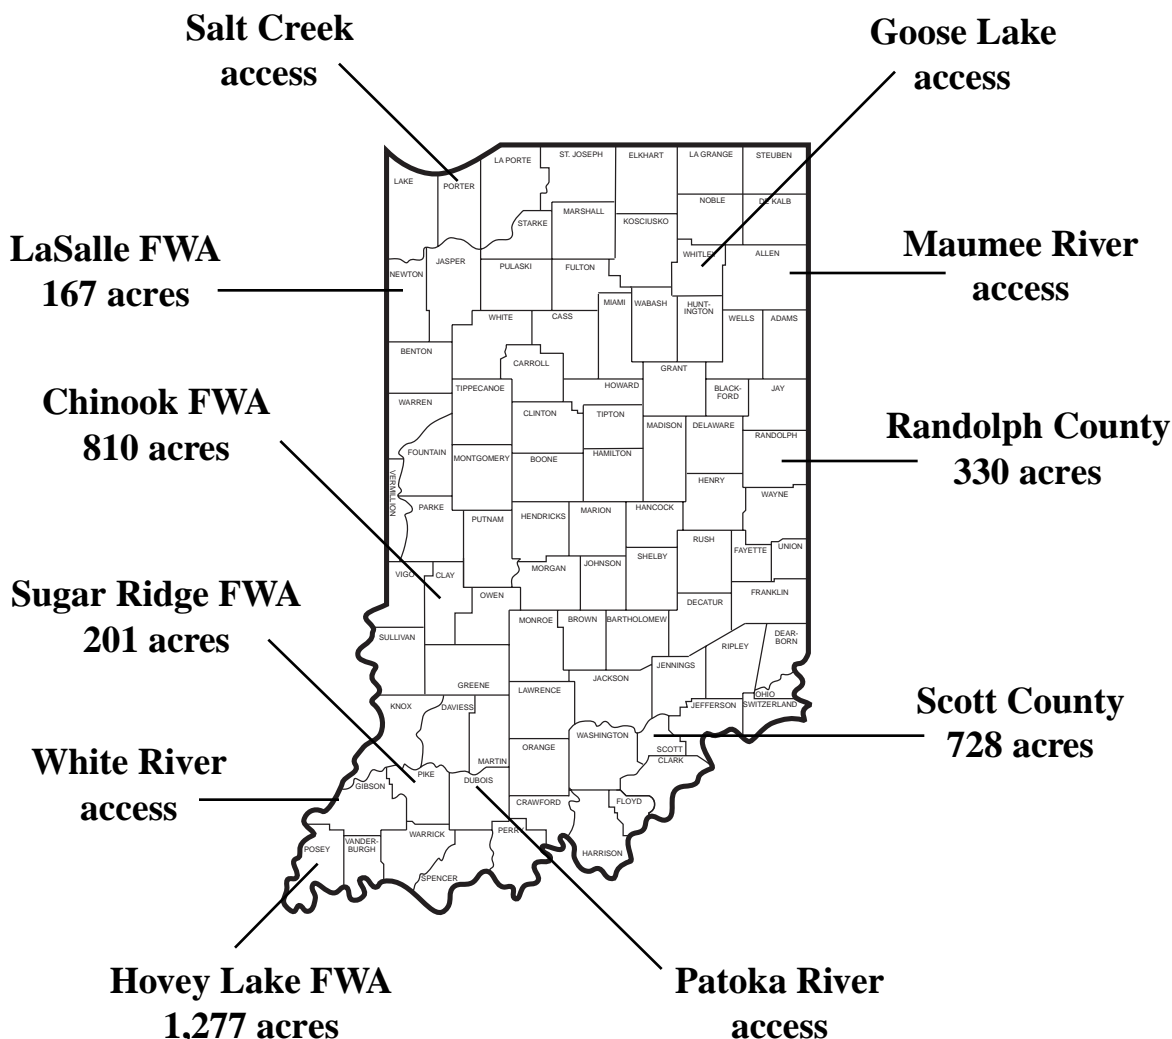 Salt Creek
access
Goose Lake
access
LaSalle FWA
167 acres
Maumee River
access
Chinook FWA
810 acres
Randolph County
330 acres
Sugar Ridge FWA
201 acres
Scott County
728 acres
White River
access
Hovey Lake FWA
1,277 acres
Patoka River
access
LAKE
PORTER
LA PORTE
ST. JOSEPH
ELKHART
LA GRANGE
STEUBEN
NOBLE
DE KALB
STARKE
MARSHALL
KOSCIUSKO
NEWTON
JASPER
PULASKI
FULTON
WHITLEY
ALLEN
WHITE
CASS
MIAMI
WABASH
HUNT-
INGTON
WELLS
ADAMS
BENTON
CARROLL
GRANT
TIPPECANOE
HOWARD
BLACK-
FORD
JAY
WARREN
CLINTON
TIPTON
MADISON
DELAWARE
RANDOLPH
FOUNTAIN
MONTGOMERY
BOONE
HAMILTON
HENRY
WAYNE
VERMILLION
PARKE
PUTNAM
HENDRICKS
MARION
HANCOCK
RUSH
FAYETTE
UNION
VIGO
CLAY
OWEN
MORGAN
JOHNSON
SHELBY
FRANKLIN
DECATUR
SULLIVAN
MONROE
BROWN
BARTHOLOMEW
RIPLEY
DEAR-
BORN
GREENE
JACKSON
JENNINGS
LAWRENCE
OHIO
SWITZERLAND
JEFFERSON
KNOX
DAVIESS
MARTIN
ORANGE
WASHINGTON
SCOTT
CLARK
GIBSON
PIKE
DUBOIS
CRAWFORD
FLOYD
HARRISON
POSEY
VANDER-
BURGH
WARRICK
SPENCER
PERRY